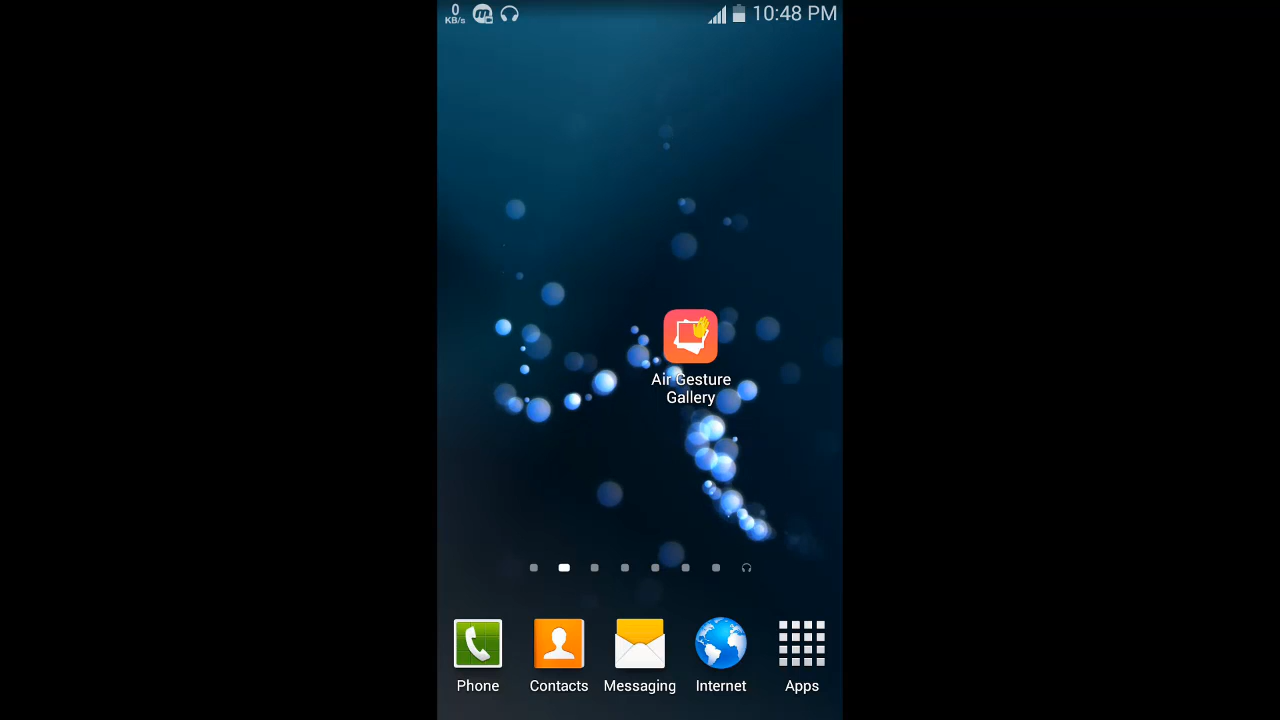 0
KB/s
10:48 PM
Air Gesture
Gallery
Phone
Contacts
Messaging
Internet
Apps